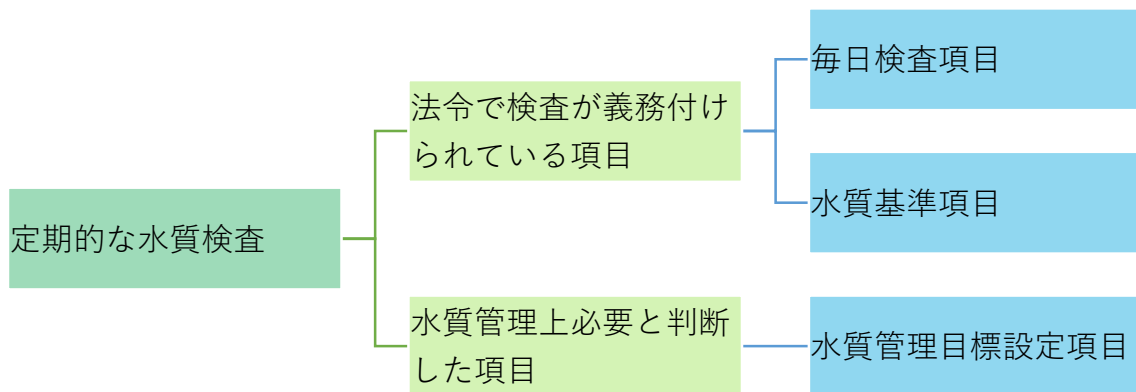 毎日検査項目
法令で検査が義務付け
られている項目
水質基準項目
定期的な水質検査
水質管理上必要と判断
した項目
水質管理目標設定項目